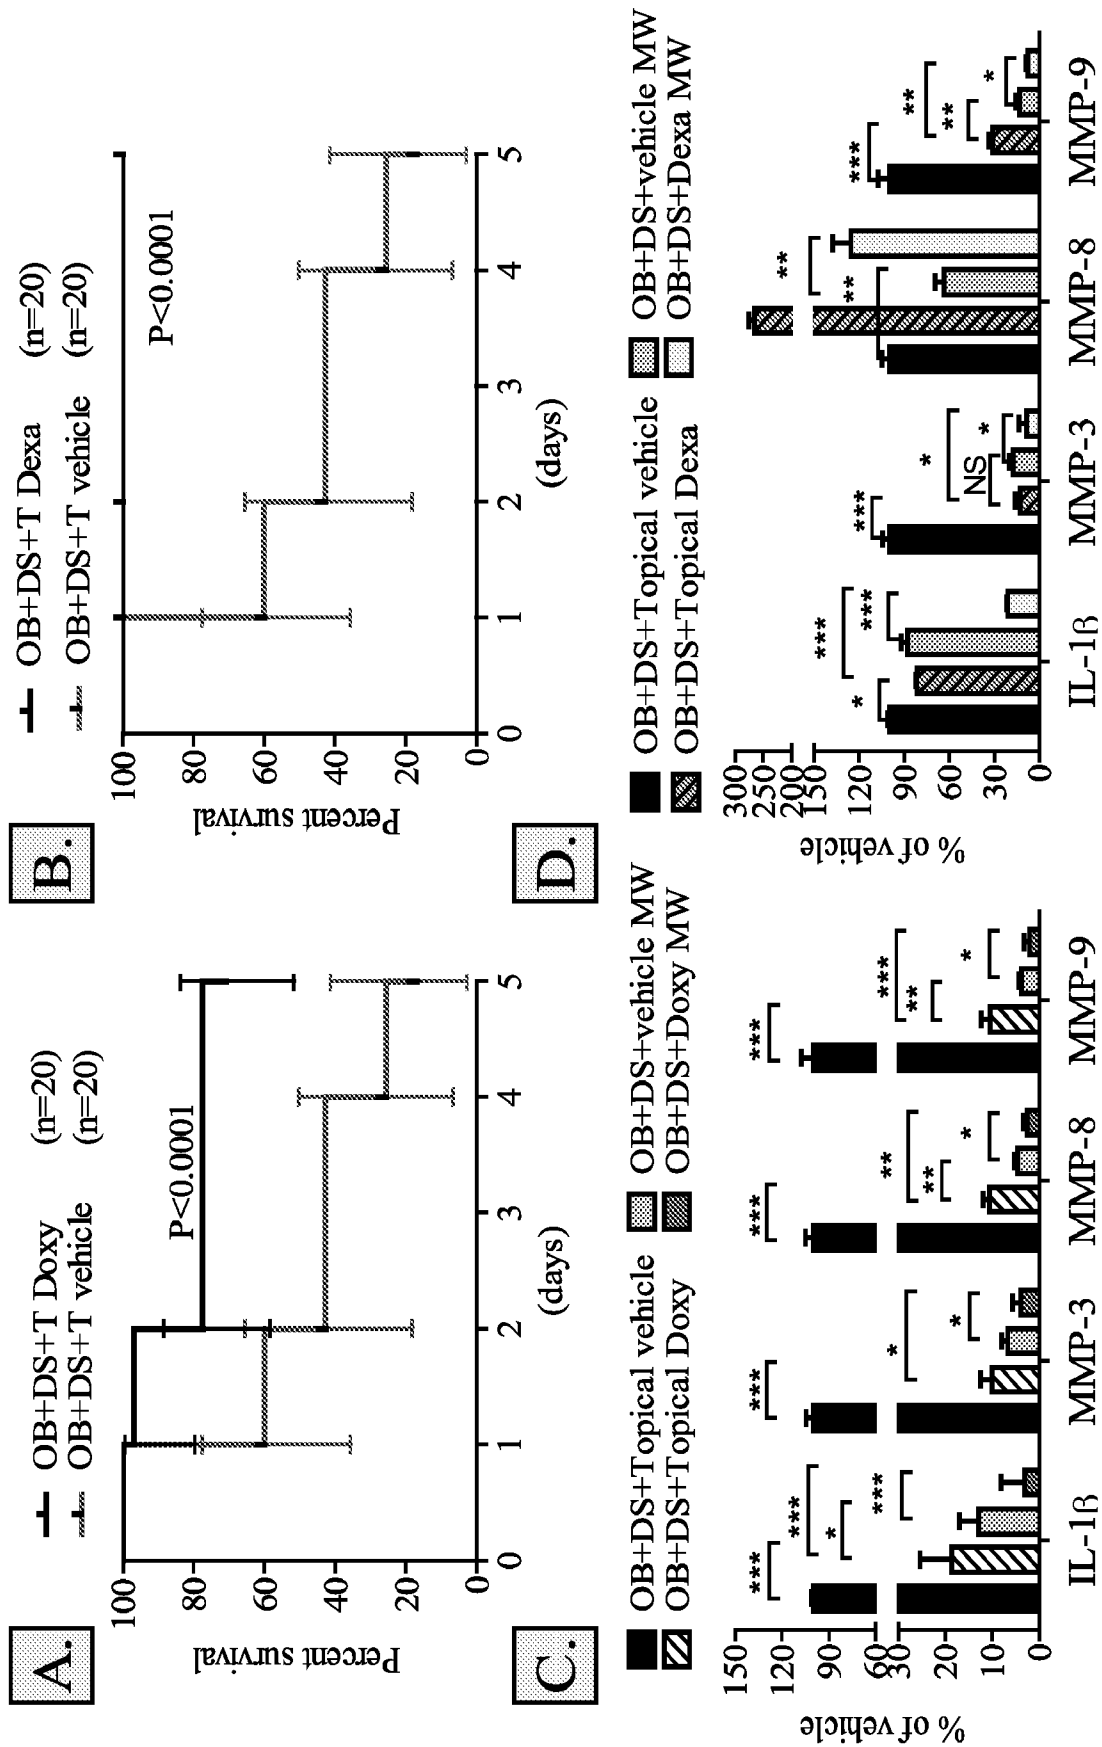 A.
OB+DS+T Doxy (n=20)
OB+DS+T vehicle (n=20)
P<0.0001
Percent survival
100
80
60
40
20
0
0 1 2 3 4 5
(days)
B.
OB+DS+T Dexa (n=20)
OB+DS+T vehicle (n=20)
P<0.0001
Percent survival
100
80
60
40
20
0
0 1 2 3 4 5
(days)
C.
OB+DS+Topical vehicle OB+DS+vehicle MW
OB+DS+Topical Doxy OB+DS+Doxy MW
% of vehicle
150
120
90
60
30
20
10
0
*** *** * ***
*** * *
*** ** ** *
*** *** ** *
IL-1β MMP-3 MMP-8 MMP-9
D.
OB+DS+Topical vehicle OB+DS+vehicle MW
OB+DS+Topical Dexa OB+DS+Dexa MW
% of vehicle
300
250
200
150
90
60
30
0
* *** ***
*** * NS *
** **
*** ** ** *
IL-1β MMP-3 MMP-8 MMP-9